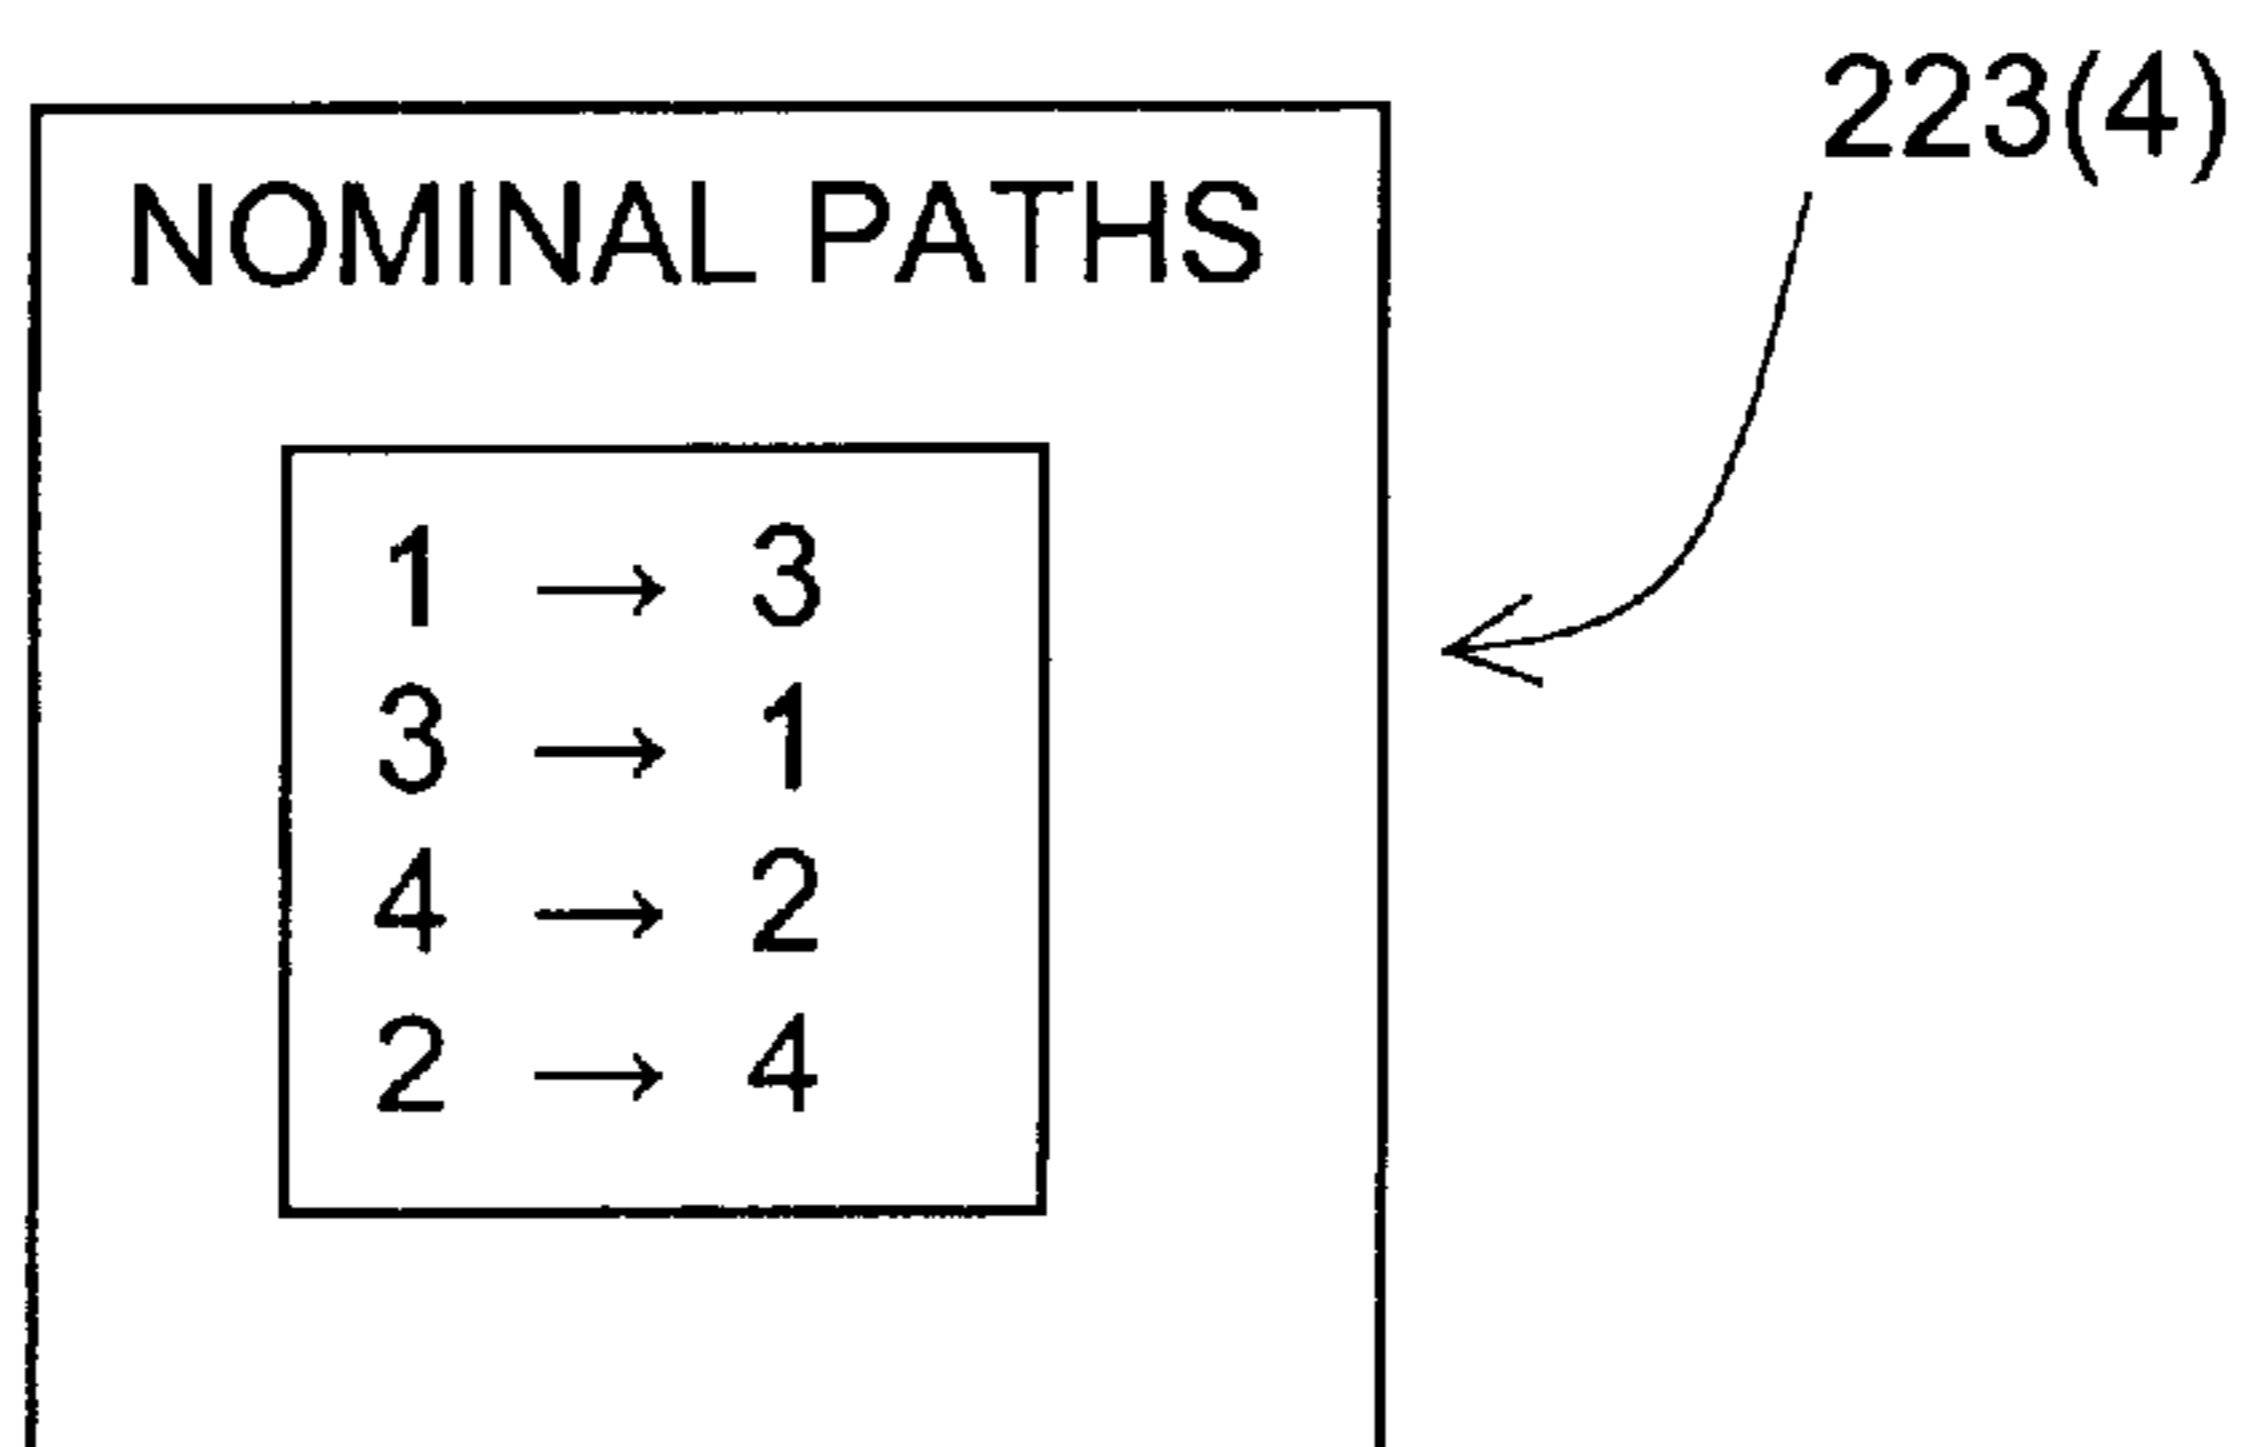 223(4)
NOMINAL PATHS
1 → 3
3 → 1
4 → 2
2 → 4